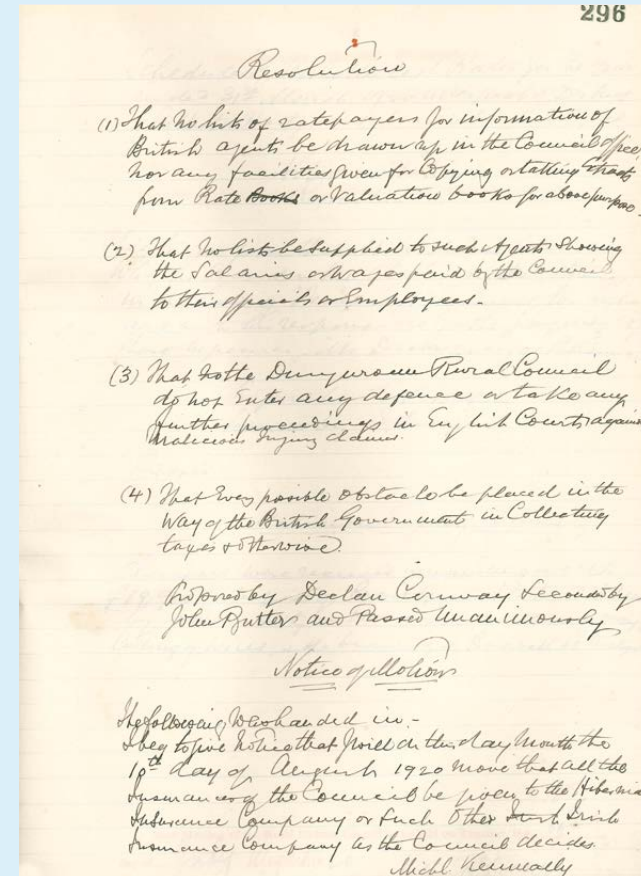 296
Resolution
(1) That no lists of ratepayers for information of
British agents be drawn up in the Council offices
nor any facilities given for Copying or taking extracts
from Rate Books or Valuation books for above purpose.
(2) That no lists be supplied to such Agents showing
the Salaries or wages paid by the Council
to their officials or Employees.
(3) That the Dungarvan Rural Council
do not Enter any defence or take any
further proceedings in English Courts against
malicious injury claims.
(4) That Every possible obstacle be placed in the
Way of the British Government in Collecting
taxes & otherwise.
Proposed by Declan Conway Seconded by
John Butler and Passed Unanimously
Notice of Motion
The following was handed in:-
I beg to give Notice that I will on this day Month the
10th day of August 1920 move that all the
Insurances of the Council be given to the Hibernian
Insurance Company or such other Irish
Insurance Company as the Council decides.
Michl Kenneally